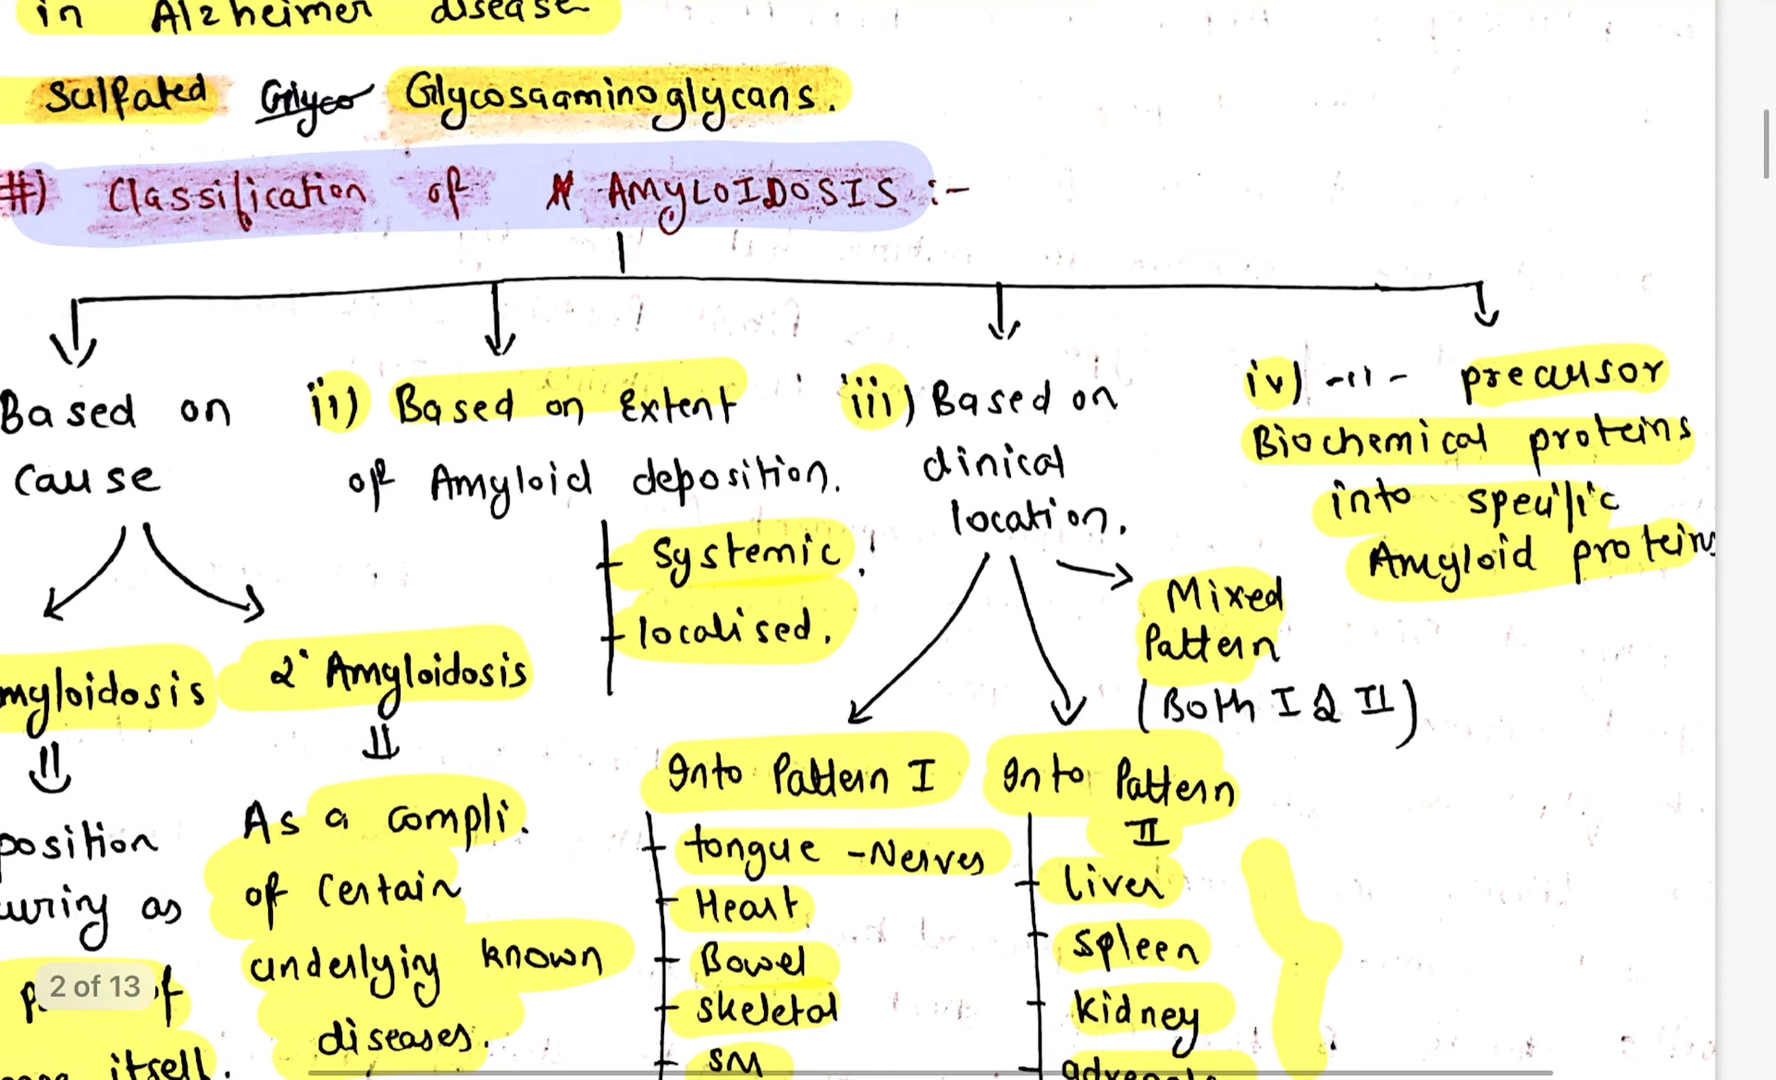 in Alzheimer disease
Sulfated Glyco Glycosaaminoglycans.
#) Classification of AMYLOIDOSIS :-
Based on cause
ii) Based on Extent of Amyloid deposition.
Systemic
localised.
iii) Based on clinical location.
iv) -11- precusor
Biochemical proteins
into specific
Amyloid proteins
Mixed
Pattern
(Both I & II)
myloidosis
position
uring as
itself.
2° Amyloidosis
As a compli.
of certain
underlying known
diseases.
Into Pattern I
tongue - Nerves
Heart
Bowel
skeletal
SM
Into Pattern
II
liver
spleen
kidney
2 of 13